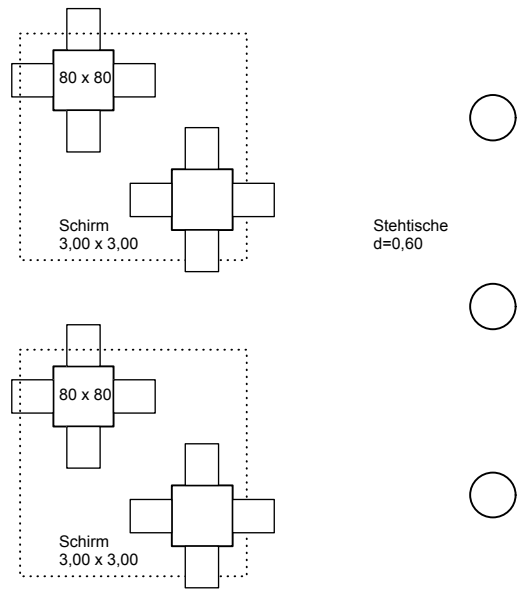 80 x 80
Schirm
3,00 x 3,00
Stehtische
d=0,60
80 x 80
Schirm
3,00 x 3,00